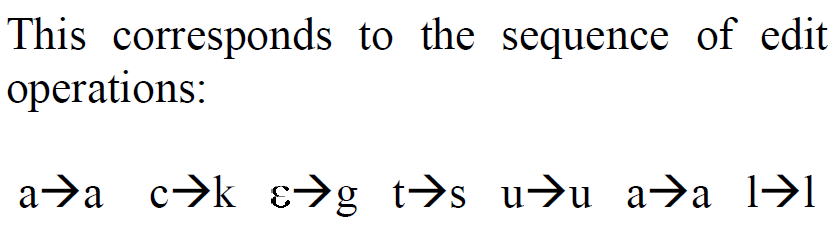 This corresponds to the sequence of edit
operations:
a→a c→k ε→g t→s u→u a→a l→l